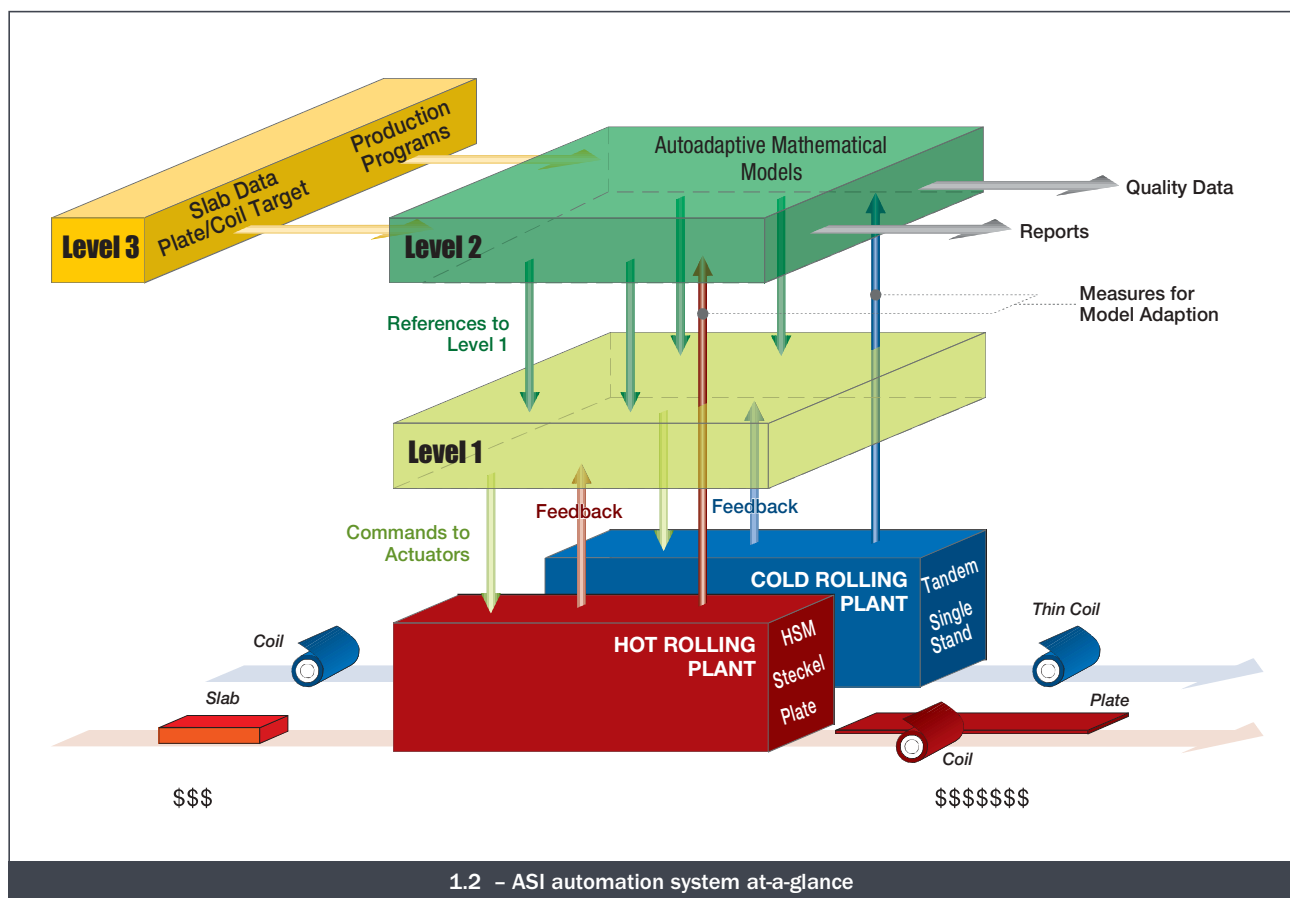 Production
Programs
Slab Data
Plate/Coil Target
Level 3
Autoadaptive Mathematical
Models
Level 2
Quality Data
Reports
Measures for
Model Adaption
References to
Level 1
Level 1
Feedback
Feedback
Commands to
Actuators
COLD ROLLING
PLANT
Tandem
Single
Stand
HOT ROLLING
PLANT
HSM
Steckel
Plate
Coil
Thin Coil
Slab
Plate
Coil
$$$
$$$$$$$
1.2 – ASI automation system at-a-glance